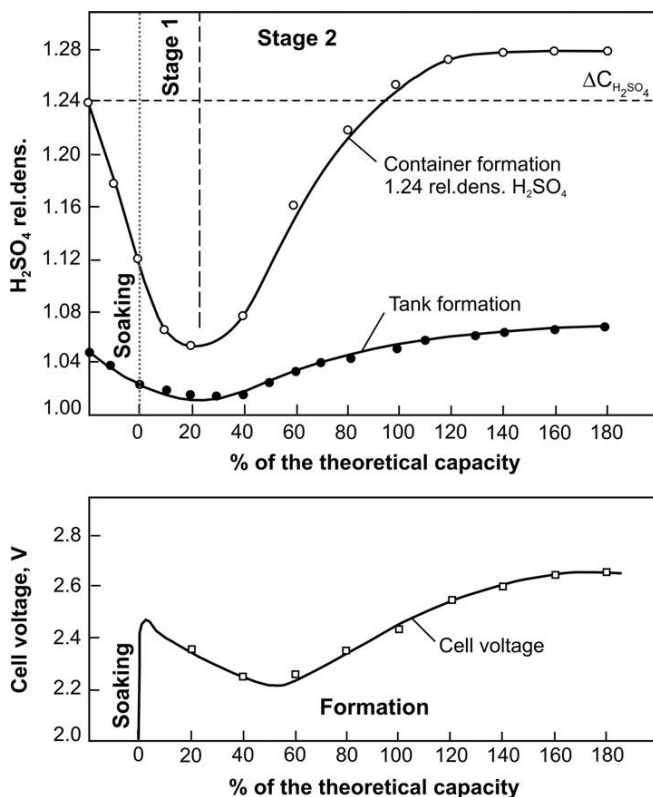 1.28
1.24
1.20
1.16
1.12
1.08
1.04
1.00
H₂SO₄ rel.dens.
Soaking
Stage 1
Stage 2
ΔC_H₂SO₄
Container formation
1.24 rel.dens. H₂SO₄
Tank formation
0 20 40 60 80 100 120 140 160 180
% of the theoretical capacity
2.8
2.6
2.4
2.2
2.0
Cell voltage, V
Soaking
Cell voltage
Formation
0 20 40 60 80 100 120 140 160 180
% of the theoretical capacity